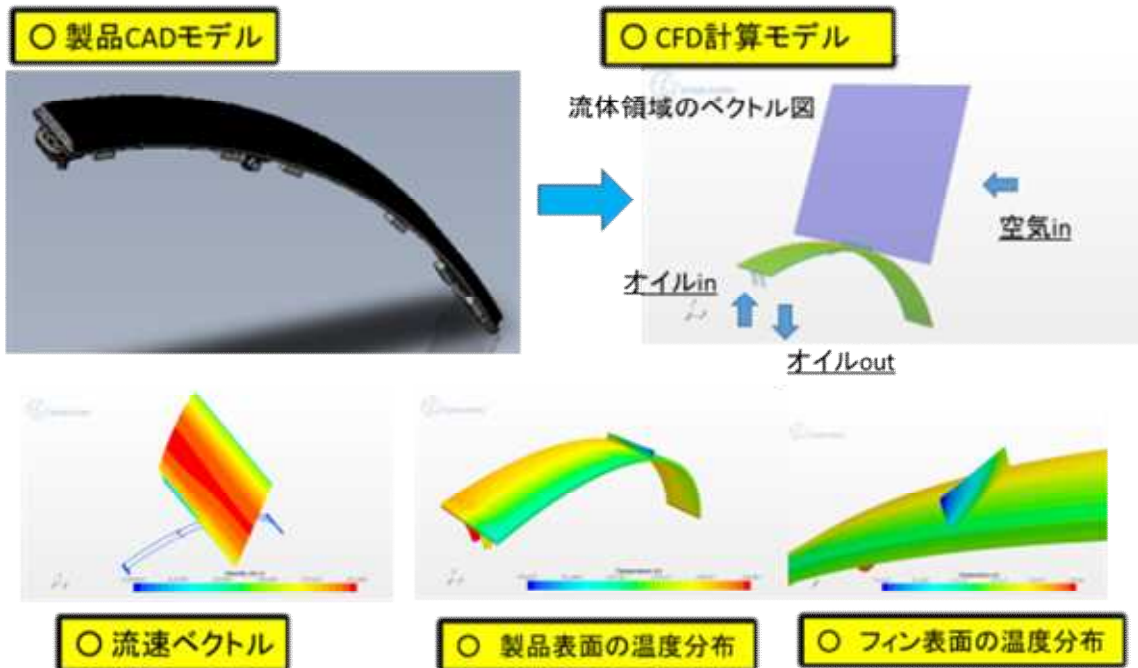 ○ 製品CADモデル
○ CFD計算モデル
流体領域のベクトル図
空気in
オイルin
オイルout
○ 流速ベクトル
○ 製品表面の温度分布
○ フィン表面の温度分布